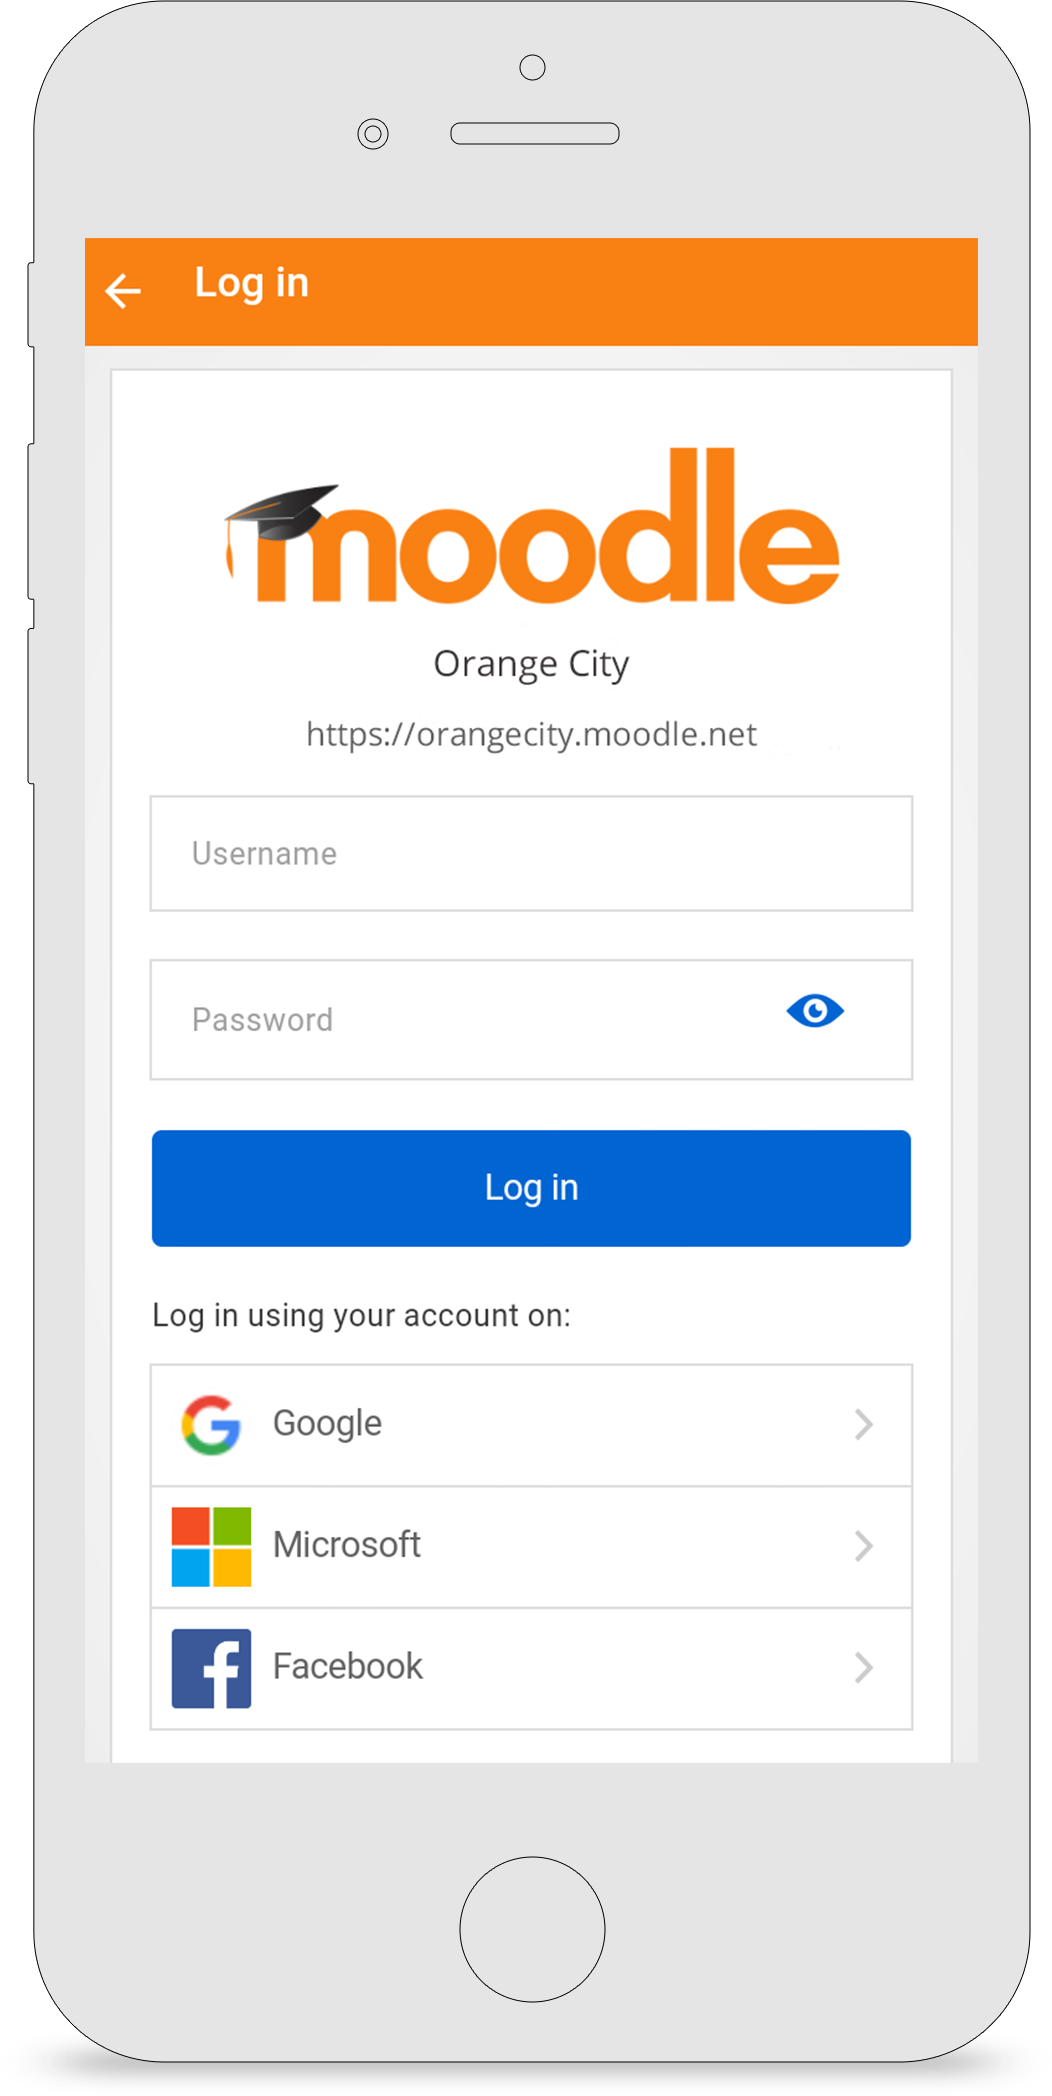 Log in
moodle
Orange City
https://orangecity.moodle.net
Username
Password
Log in
Log in using your account on:
Google
Microsoft
Facebook